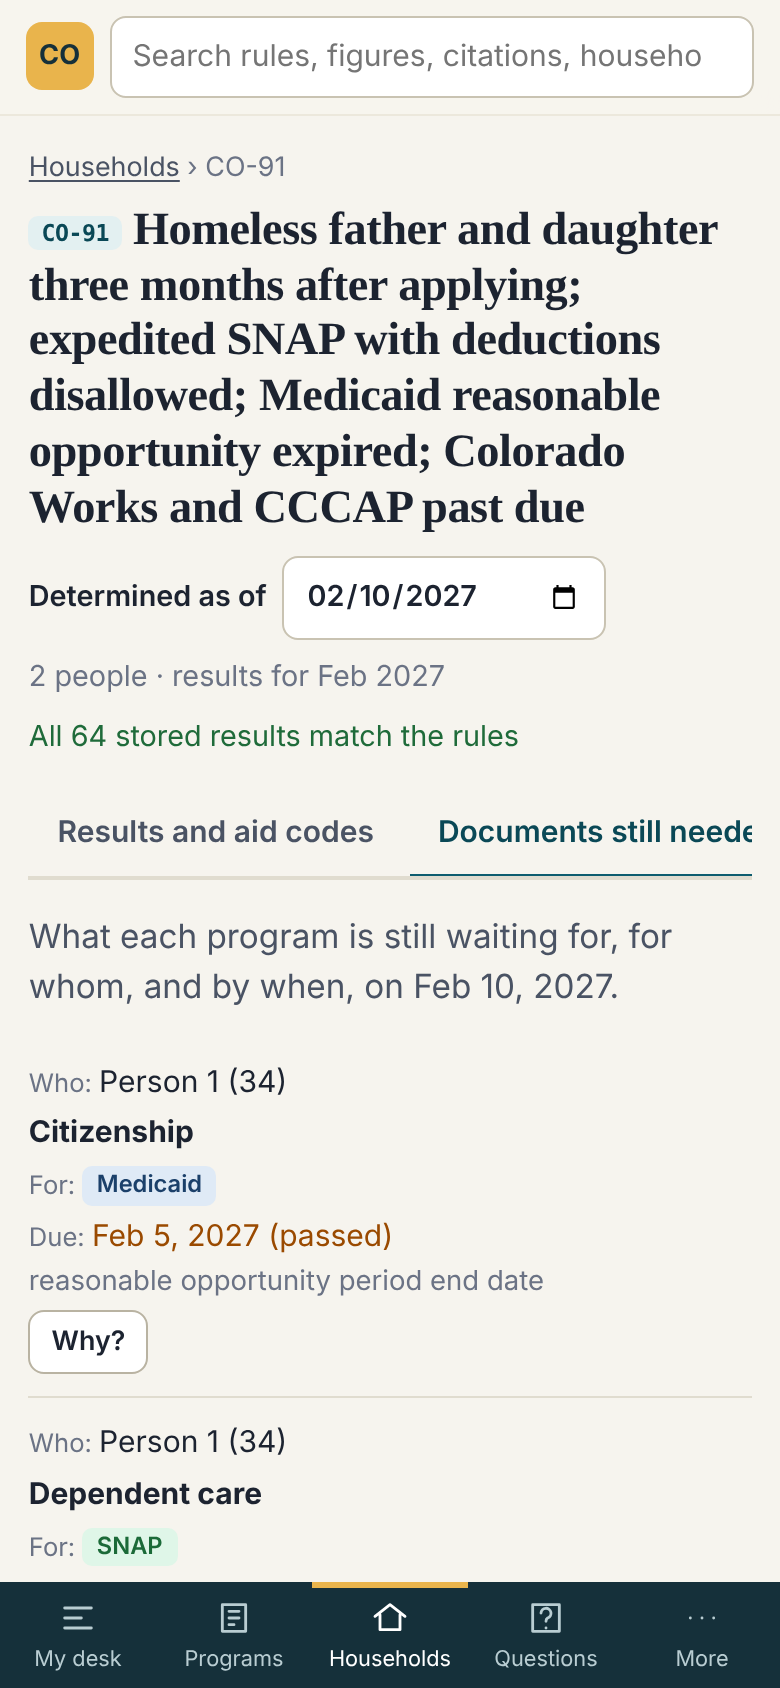 CO
Search rules, figures, citations, househo
Households › CO-91
CO-91 Homeless father and daughter
three months after applying;
expedited SNAP with deductions
disallowed; Medicaid reasonable
opportunity expired; Colorado
Works and CCCAP past due
Determined as of 02/10/2027
2 people · results for Feb 2027
All 64 stored results match the rules
Results and aid codes
Documents still neede
What each program is still waiting for, for
whom, and by when, on Feb 10, 2027.
Who: Person 1 (34)
Citizenship
For: Medicaid
Due: Feb 5, 2027 (passed)
reasonable opportunity period end date
Why?
Who: Person 1 (34)
Dependent care
For: SNAP
My desk
Programs
Households
Questions
More